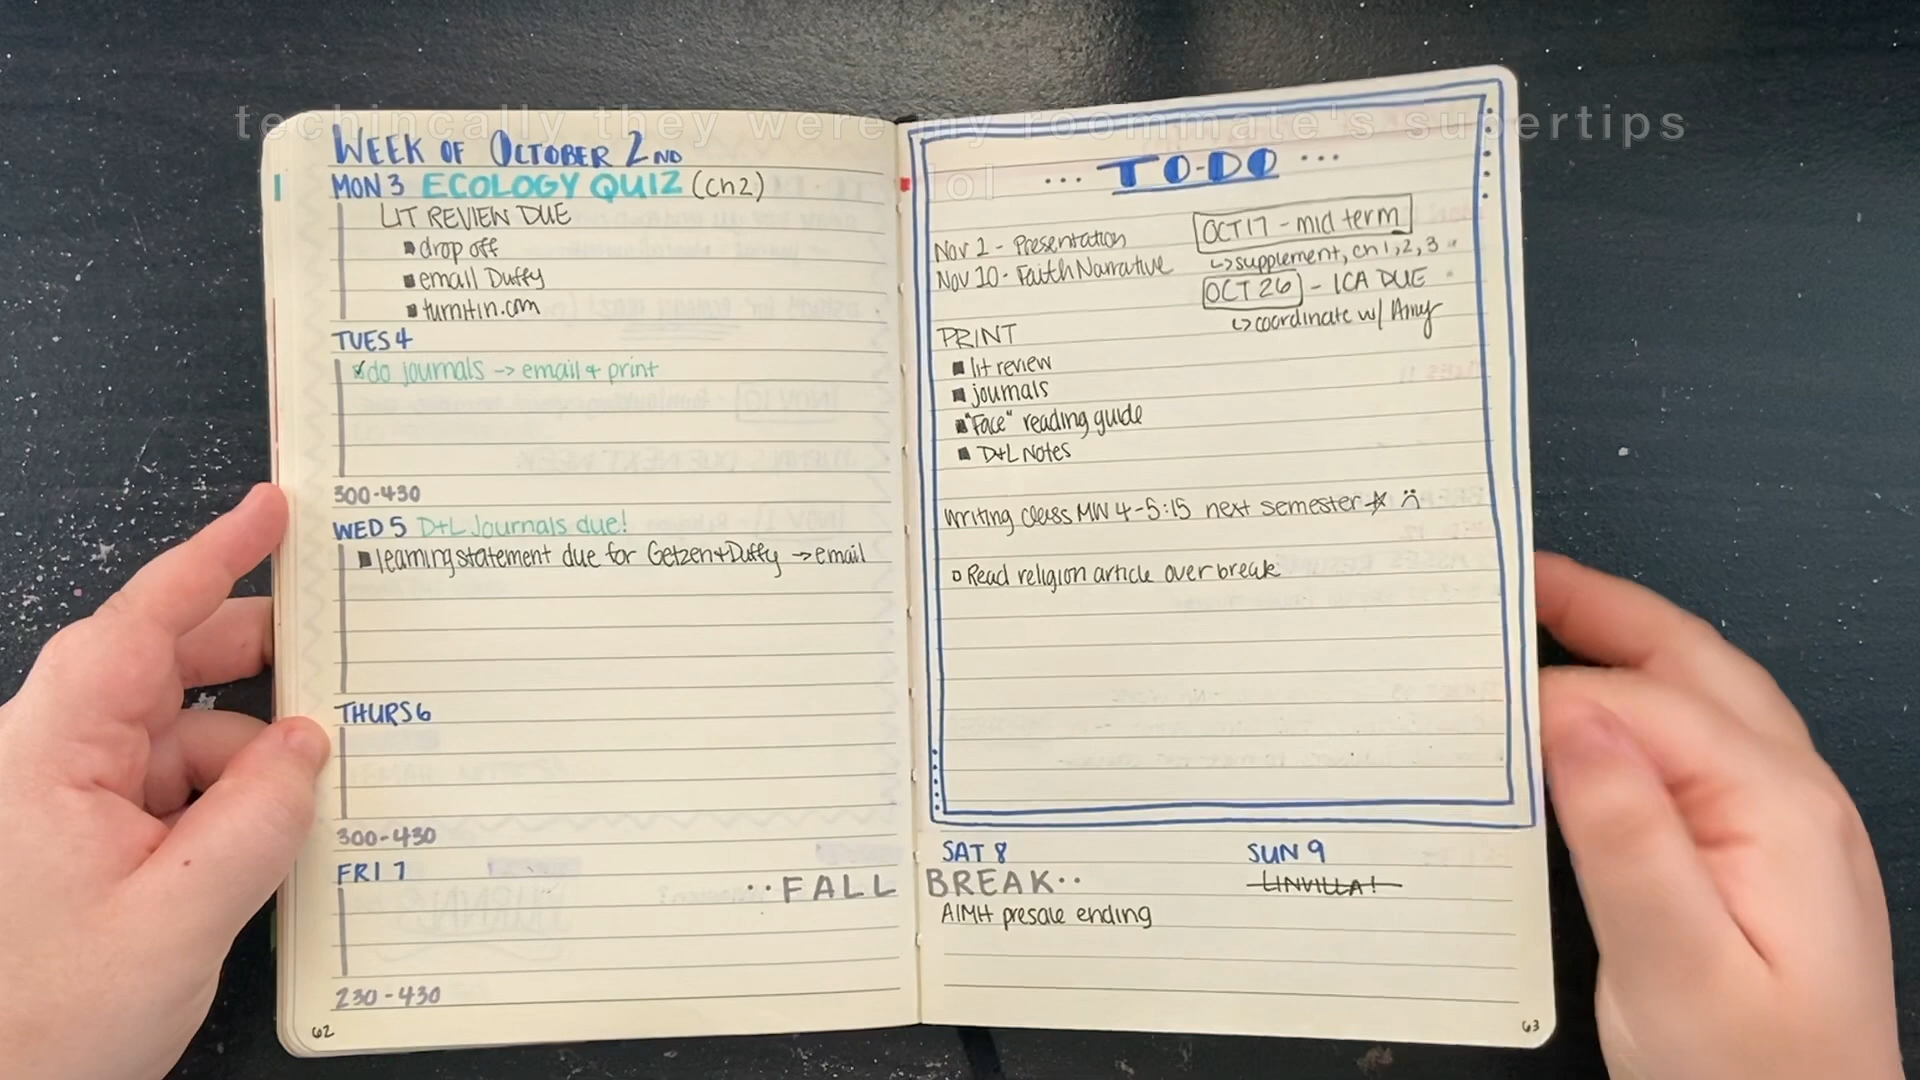 techincally they were my roommate's supertips
lol
WEEK OF OCTOBER 2ND
MON 3 ECOLOGY QUIZ (Ch2)
LIT REVIEW DUE
drop off
email Duffy
turnitin.com
TUES 4
do journals -> email & print
300-430
WED 5 D+L Journals due!
learning statement due for Getzen+Duffy -> email
THURS 6
300-430
FRI 7
230-430
62
... TO-DO ...
Nov 1 - Presentation
Nov 10 - Faith Narrative
OCT 17 - mid term
↳ supplement, ch 1, 2, 3
OCT 26 - ICA DUE
↳ coordinate w/ Amy
PRINT
lit review
journals
"Face" reading guide
D+L Notes
Writing class MW 4-5:15 next semester ☆ :(
Read religion article over break
SAT 8
SUN 9
..FALL BREAK..
LINVILLA!
AIMH presale ending
63